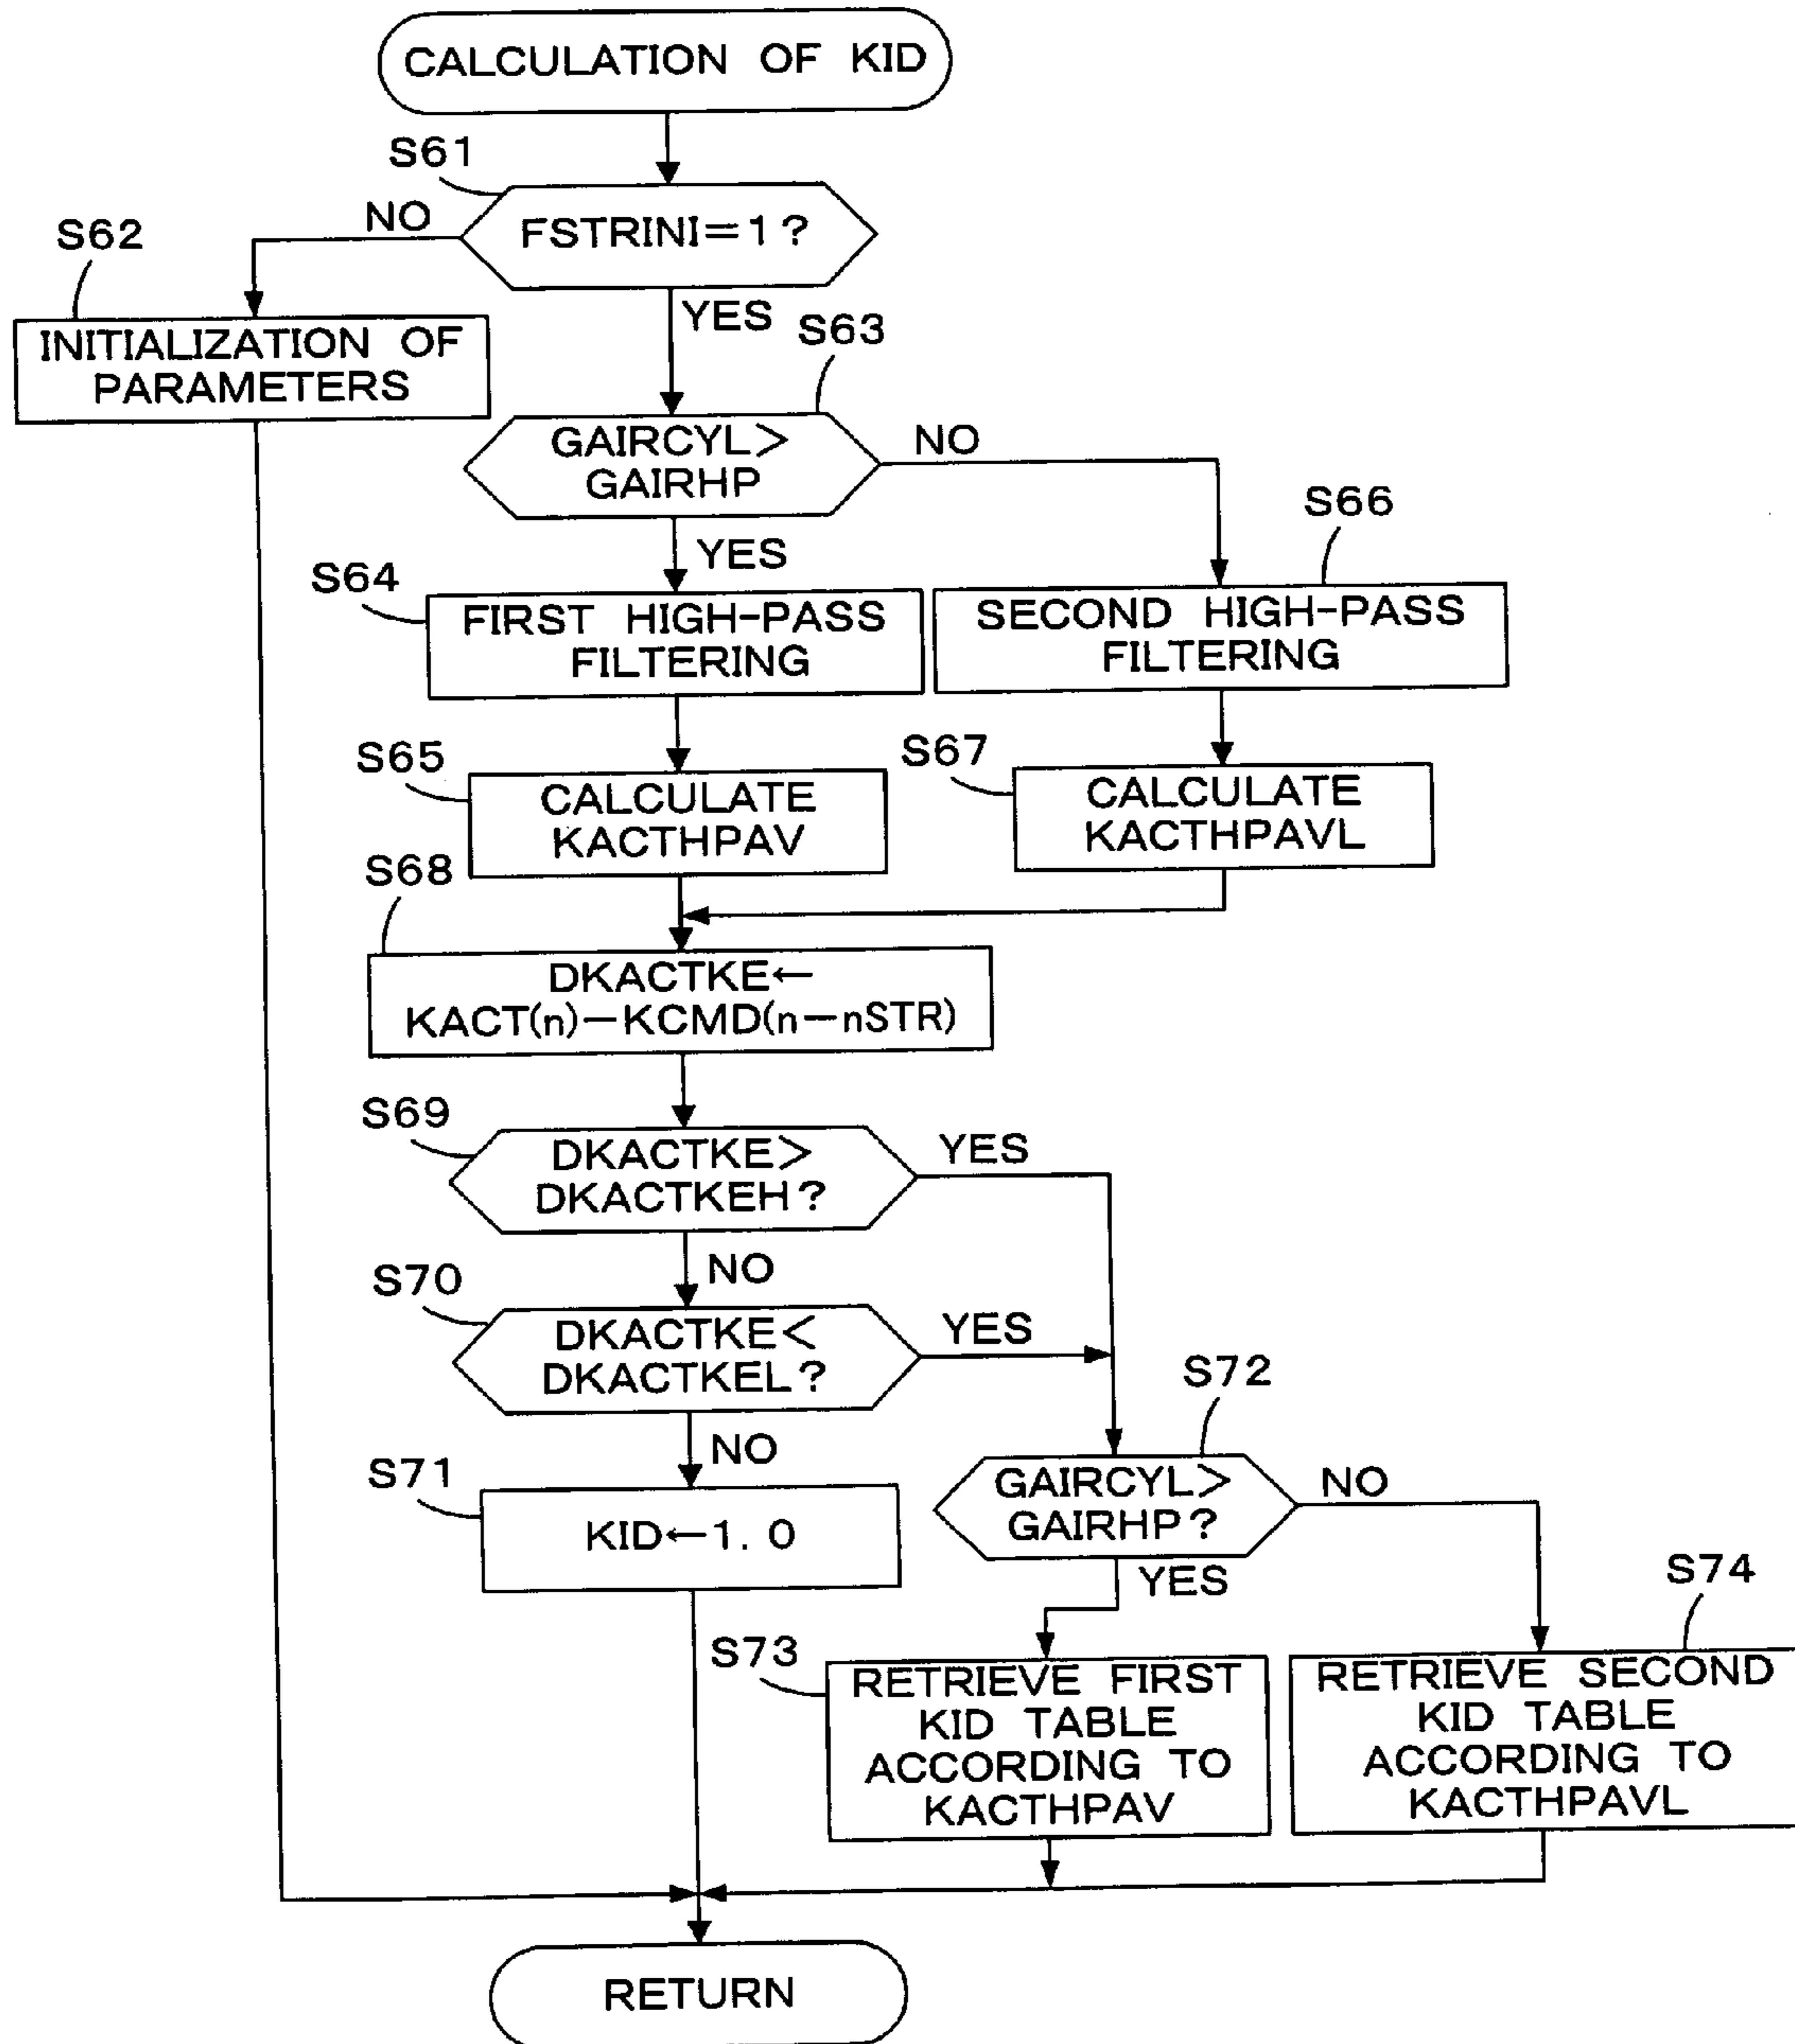 CALCULATION OF KID
S61
FSTRINI=1?
NO
S62
YES
INITIALIZATION OF
PARAMETERS
S63
GAIRCYL>
GAIRHP
NO
YES
S66
S64
FIRST HIGH-PASS
FILTERING
SECOND HIGH-PASS
FILTERING
S65
CALCULATE
KACTHPAV
S67
CALCULATE
KACTHPAVL
S68
DKACTKE←
KACT(n)−KCMD(n−nSTR)
S69
DKACTKE>
DKACTKEH?
YES
NO
S70
DKACTKE<
DKACTKEL?
YES
NO
S72
S71
KID←1.0
GAIRCYL>
GAIRHP?
NO
YES
S74
S73
RETRIEVE FIRST
KID TABLE
ACCORDING TO
KACTHPAV
RETRIEVE SECOND
KID TABLE
ACCORDING TO
KACTHPAVL
RETURN